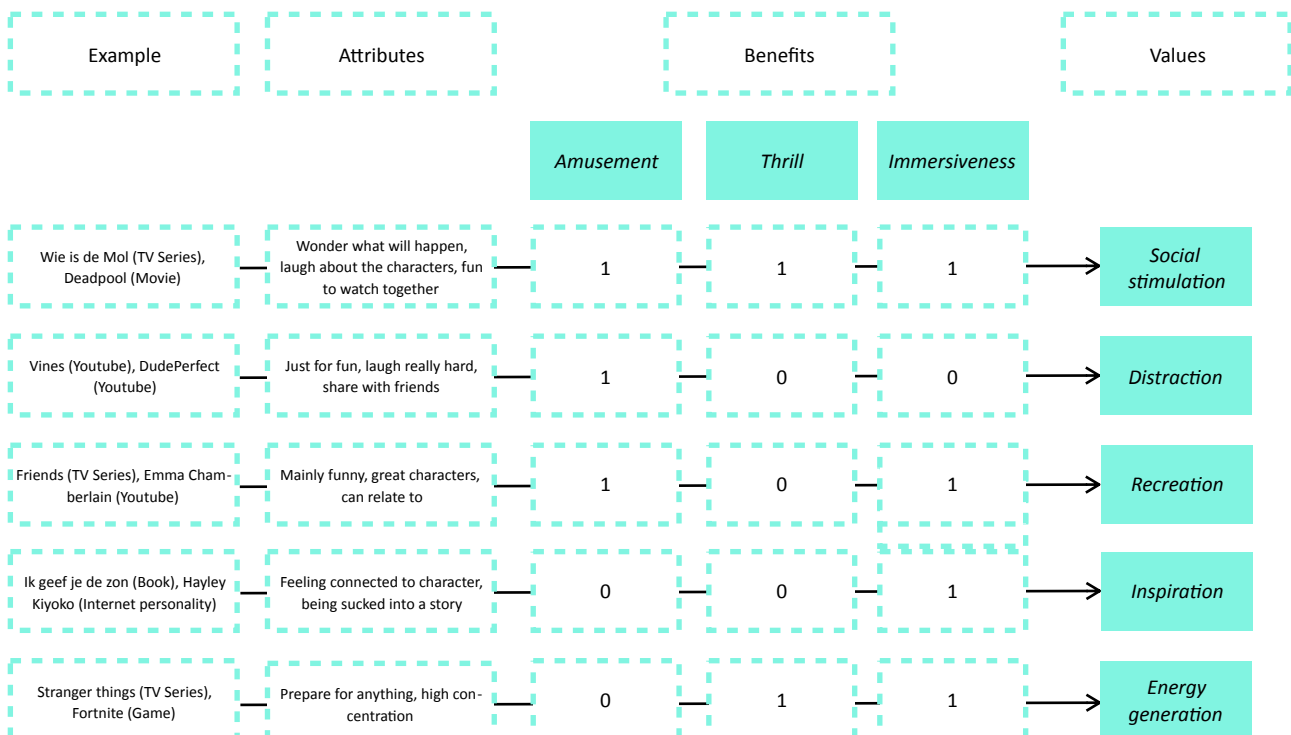 Example
Attributes
Benefits
Values
Amusement
Thrill
Immersiveness
Wie is de Mol (TV Series),
Deadpool (Movie)
Wonder what will happen,
laugh about the characters, fun
to watch together
1
1
1
Social
stimulation
Vines (Youtube), DudePerfect
(Youtube)
Just for fun, laugh really hard,
share with friends
1
0
0
Distraction
Friends (TV Series), Emma Cham-
berlain (Youtube)
Mainly funny, great characters,
can relate to
1
0
1
Recreation
Ik geef je de zon (Book), Hayley
Kiyoko (Internet personality)
Feeling connected to character,
being sucked into a story
0
0
1
Inspiration
Stranger things (TV Series),
Fortnite (Game)
Prepare for anything, high con-
centration
0
1
1
Energy
generation